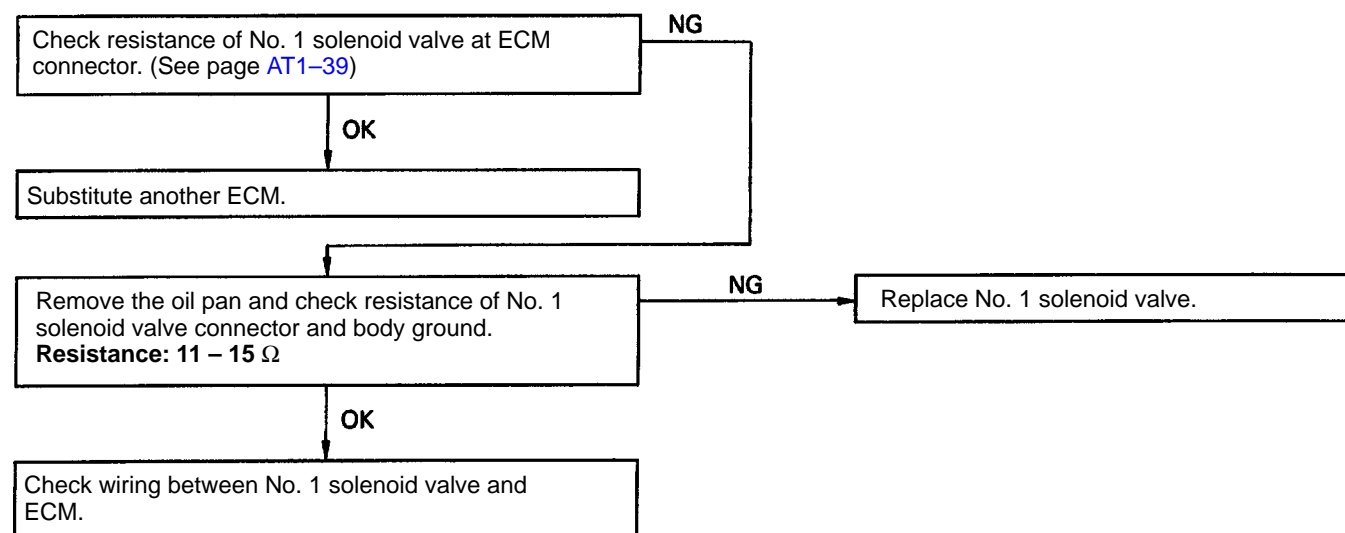 Check resistance of No. 1 solenoid valve at ECM
connector. (See page AT1–39)
NG
OK
Substitute another ECM.
Remove the oil pan and check resistance of No. 1
solenoid valve connector and body ground.
Resistance: 11 – 15 Ω
NG
Replace No. 1 solenoid valve.
OK
Check wiring between No. 1 solenoid valve and
ECM.